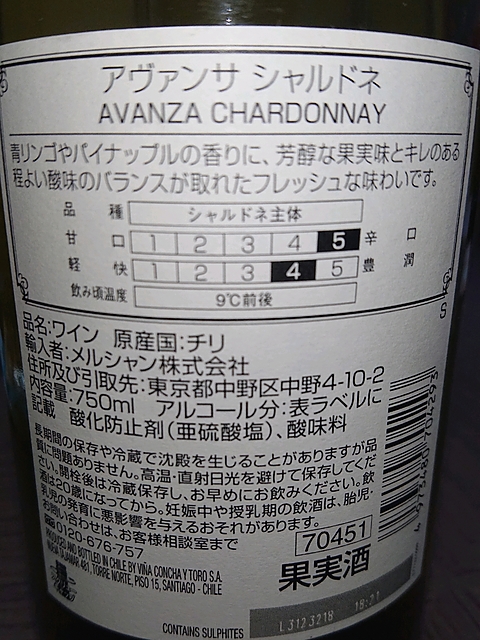 アヴァンサ シャルドネ
AVANZA CHARDONNAY
青リンゴやパイナップルの香りに、芳醇な果実味とキレのある
程よい酸味のバランスが取れたフレッシュな味わいです。
品種 シャルドネ主体
甘口 1 2 3 4 5 辛口
軽快 1 2 3 4 5 豊潤
飲み頃温度 9℃前後
S
品名:ワイン 原産国:チリ
輸入者:メルシャン株式会社
住所及び引取先:東京都中野区中野4-10-2
内容量:750ml アルコール分:表ラベルに
記載 酸化防止剤(亜硫酸塩)、酸味料
長期間の保存や冷蔵で沈殿を生じることがありますが品
質に問題ありません。高温・直射日光を避けて保存してくだ
さい。開栓後は冷蔵保存し、お早めにお飲みください。飲
酒は20歳になってから。妊娠中や授乳期の飲酒は、胎児・
乳児の発育に悪影響を与えるおそれがあります。
お問い合わせは、お客様相談室まで
0120-676-757
70451
果実酒
PRODUCED AND BOTTLED IN CHILE BY VIÑA CONCHA Y TORO S.A.
TORRE NORTE, PISO 15, SANTIAGO - CHILE
CONTAINS SULPHITES
L3123218 18:21